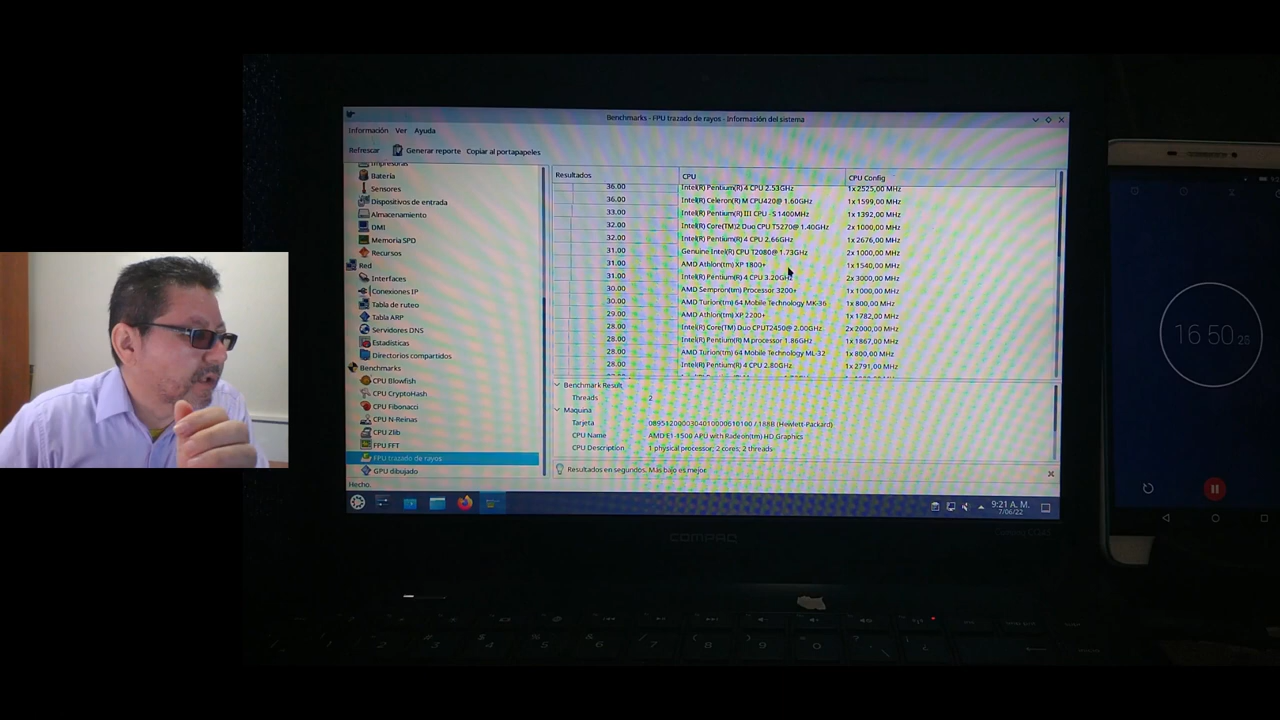 Benchmarks - FPU trazado de rayos - Información del sistema
Información Ver Ayuda
Refrescar Generar reporte Copiar al portapapeles
Impresoras
Batería
Sensores
Dispositivos de entrada
Almacenamiento
DMI
Memoria SPD
Recursos
Red
Interfaces
Conexiones IP
Tabla de ruteo
Tabla ARP
Servidores DNS
Estadísticas
Directorios compartidos
Benchmarks
CPU Blowfish
CPU CryptoHash
CPU Fibonacci
CPU N-Reinas
CPU Zlib
FPU FFT
FPU trazado de rayos
GPU dibujado
Resultados CPU CPU Config
36.00 Intel(R) Pentium(R) 4 CPU 2.53GHz 1x 2525,00 MHz
36.00 Intel(R) Celeron(R) M CPU420@ 1.60GHz 1x 1599,00 MHz
33.00 Intel(R) Pentium(R) III CPU - S 1400MHz 1x 1392,00 MHz
32.00 Intel(R) Core(TM)2 Duo CPU T5270@ 1.40GHz 2x 1000,00 MHz
32.00 Intel(R) Pentium(R) 4 CPU 2.66GHz 1x 2676,00 MHz
31.00 Genuine Intel(R) CPU T2080@ 1.73GHz 2x 1000,00 MHz
31.00 AMD Athlon(tm) XP 1800+ 1x 1540,00 MHz
31.00 Intel(R) Pentium(R) 4 CPU 3.20GHz 2x 3000,00 MHz
30.00 AMD Sempron(tm) Processor 3200+ 1x 1000,00 MHz
30.00 AMD Turion(tm) 64 Mobile Technology MK-36 1x 800,00 MHz
29.00 AMD Athlon(tm) XP 2200+ 1x 1782,00 MHz
28.00 Intel(R) Core(TM) Duo CPUT2450@ 2.00GHz 2x 2000,00 MHz
28.00 Intel(R) Pentium(R) M processor 1.86GHz 1x 1867,00 MHz
28.00 AMD Turion(tm) 64 Mobile Technology ML-32 1x 800,00 MHz
28.00 Intel(R) Pentium(R) 4 CPU 2.80GHz 1x 2791,00 MHz
Benchmark Result
Threads 2
Maquina
Tarjeta /188B (Hewlett-Packard)
CPU Name AMD E1-1500 APU with Radeon(tm) HD Graphics
CPU Description 1 physical processor; 2 cores; 2 threads
Resultados en segundos. Más bajo es mejor
Hecho.
9:21 A. M.
7/06/22
COMPAQ
16 50 28